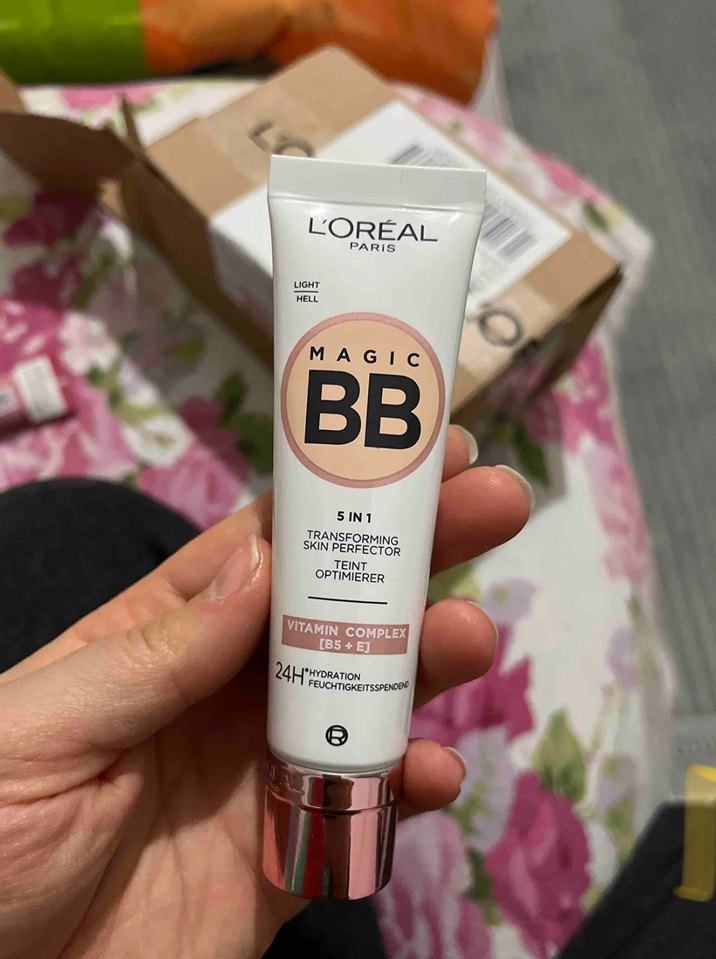 L'ORÉAL
PARIS
LIGHT
HELL
MAGIC
BB
5 IN 1
TRANSFORMING
SKIN PERFECTOR
TEINT
OPTIMIERER
VITAMIN COMPLEX
[B5 + E]
24H*HYDRATION
FEUCHTIGKEITSSPENDEND
L'O